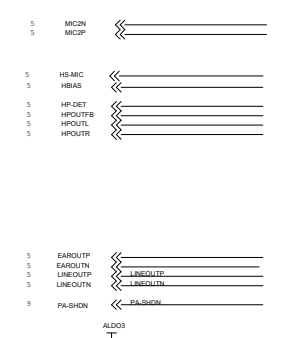 5 MIC2N
5 MIC2P
5 HS-MIC
5 HBIAS
5 HP-DET
5 HPOUTFB
5 HPOUTL
5 HPOUTR
5 EAROUTP
5 EAROUTN
5 LINEOUTP LINEOUTP
5 LINEOUTN LINEOUTN
9 PA-SHDN PA-SHDN
ALDO3